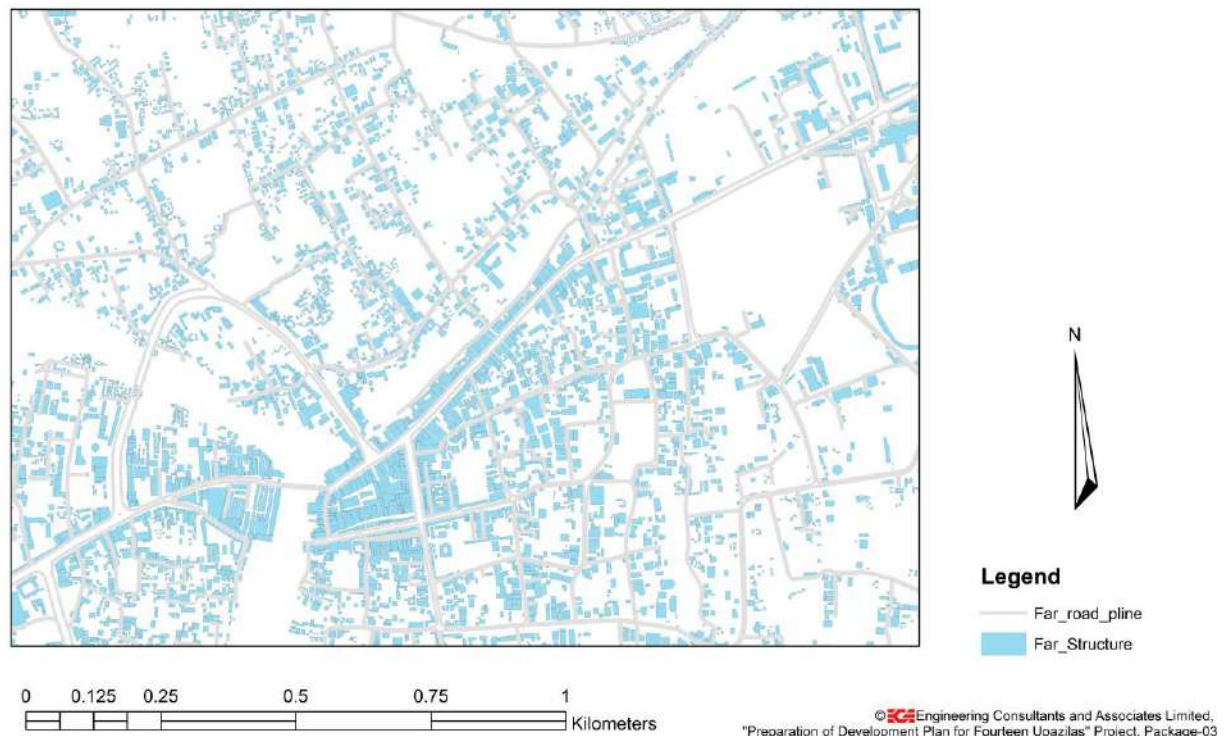 N
Legend
Far_road_pline
Far_Structure
0 0.125 0.25 0.5 0.75 1
Kilometers
© Engineering Consultants and Associates Limited,
"Preparation of Development Plan for Fourteen Upazilas" Project, Package-03